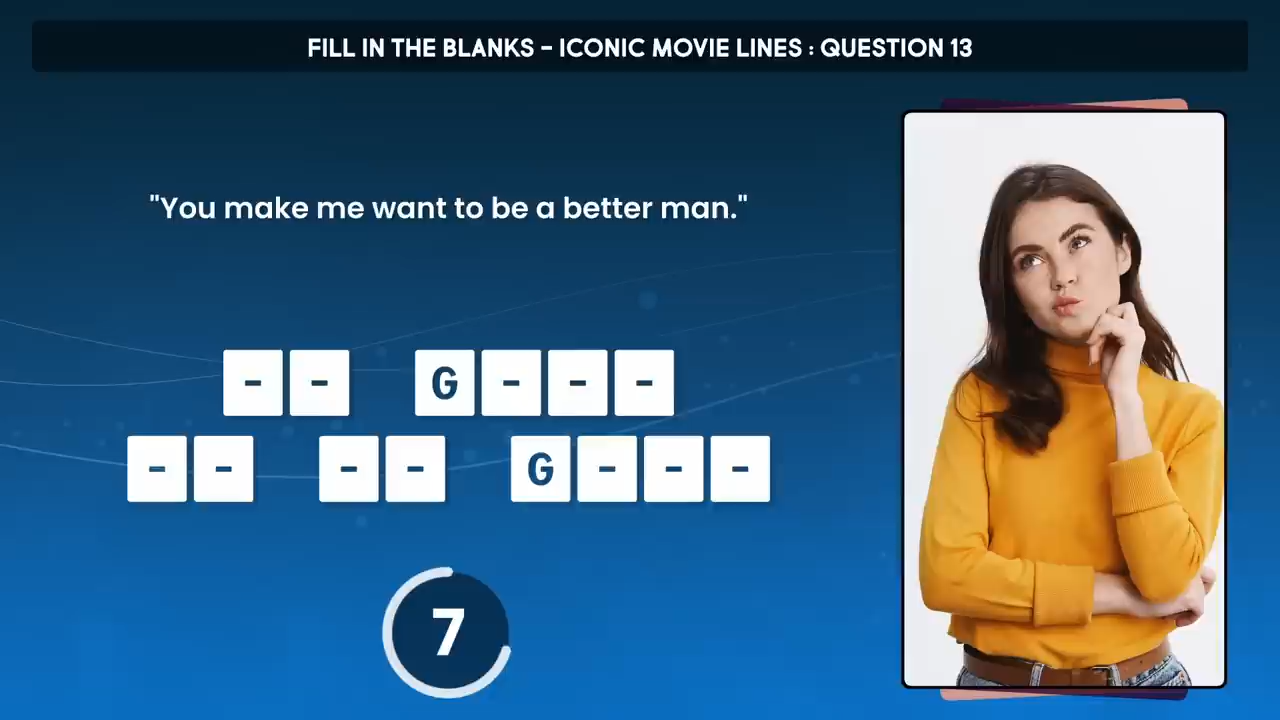 FILL IN THE BLANKS - ICONIC MOVIE LINES : QUESTION 13
"You make me want to be a better man."
- - G - - -
- - - - G - - -
7